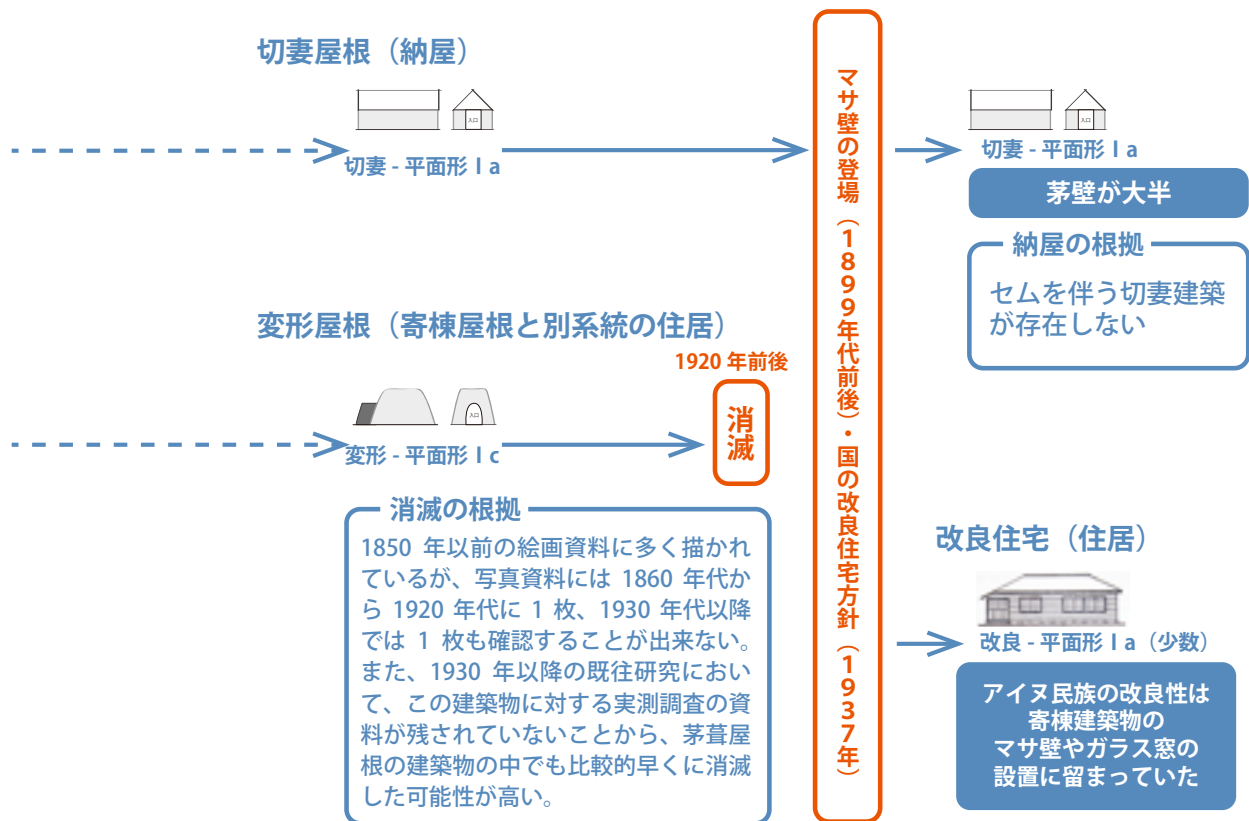 切妻屋根（納屋）
入口
切妻 - 平面形 Ⅰ a
変形屋根（寄棟屋根と別系統の住居）
入口
変形 - 平面形 Ⅰ c
1920 年前後
消滅
消滅の根拠
1850 年以前の絵画資料に多く描かれ
ているが、写真資料には 1860 年代か
ら 1920 年代に 1 枚、1930 年代以降
では 1 枚も確認することが出来ない。
また、1930 年以降の既往研究におい
て、この建築物に対する実測調査の資
料が残されていないことから、茅葺屋
根の建築物の中でも比較的早くに消滅
した可能性が高い。
マサ壁の登場（1899年代前後）・国の改良住宅方針（1937年）
入口
切妻 - 平面形 Ⅰ a
茅壁が大半
納屋の根拠
セムを伴う切妻建築
が存在しない
改良住宅（住居）
改良 - 平面形 Ⅰ a（少数）
アイヌ民族の改良性は
寄棟建築物の
マサ壁やガラス窓の
設置に留まっていた